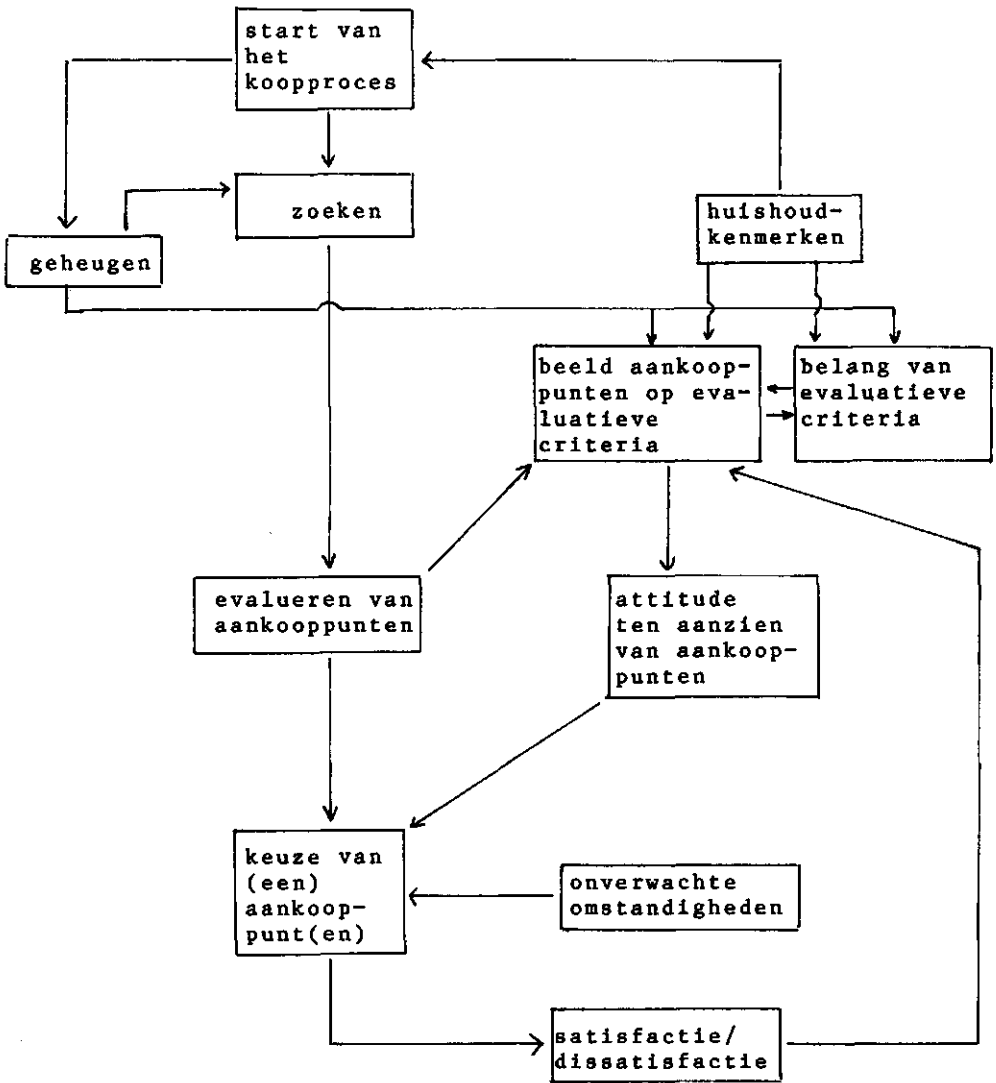 start van
het
koopproces
zoeken
huishoud-
kenmerken
geheugen
beeld aankoop-
punten op eva-
luatieve
criteria
belang van
evaluatieve
criteria
evalueren van
aankooppunten
attitude
ten aanzien
van aankoop-
punten
keuze van
(een)
aankoop-
punt(en)
onverwachte
omstandigheden
satisfactie/
dissatisfactie